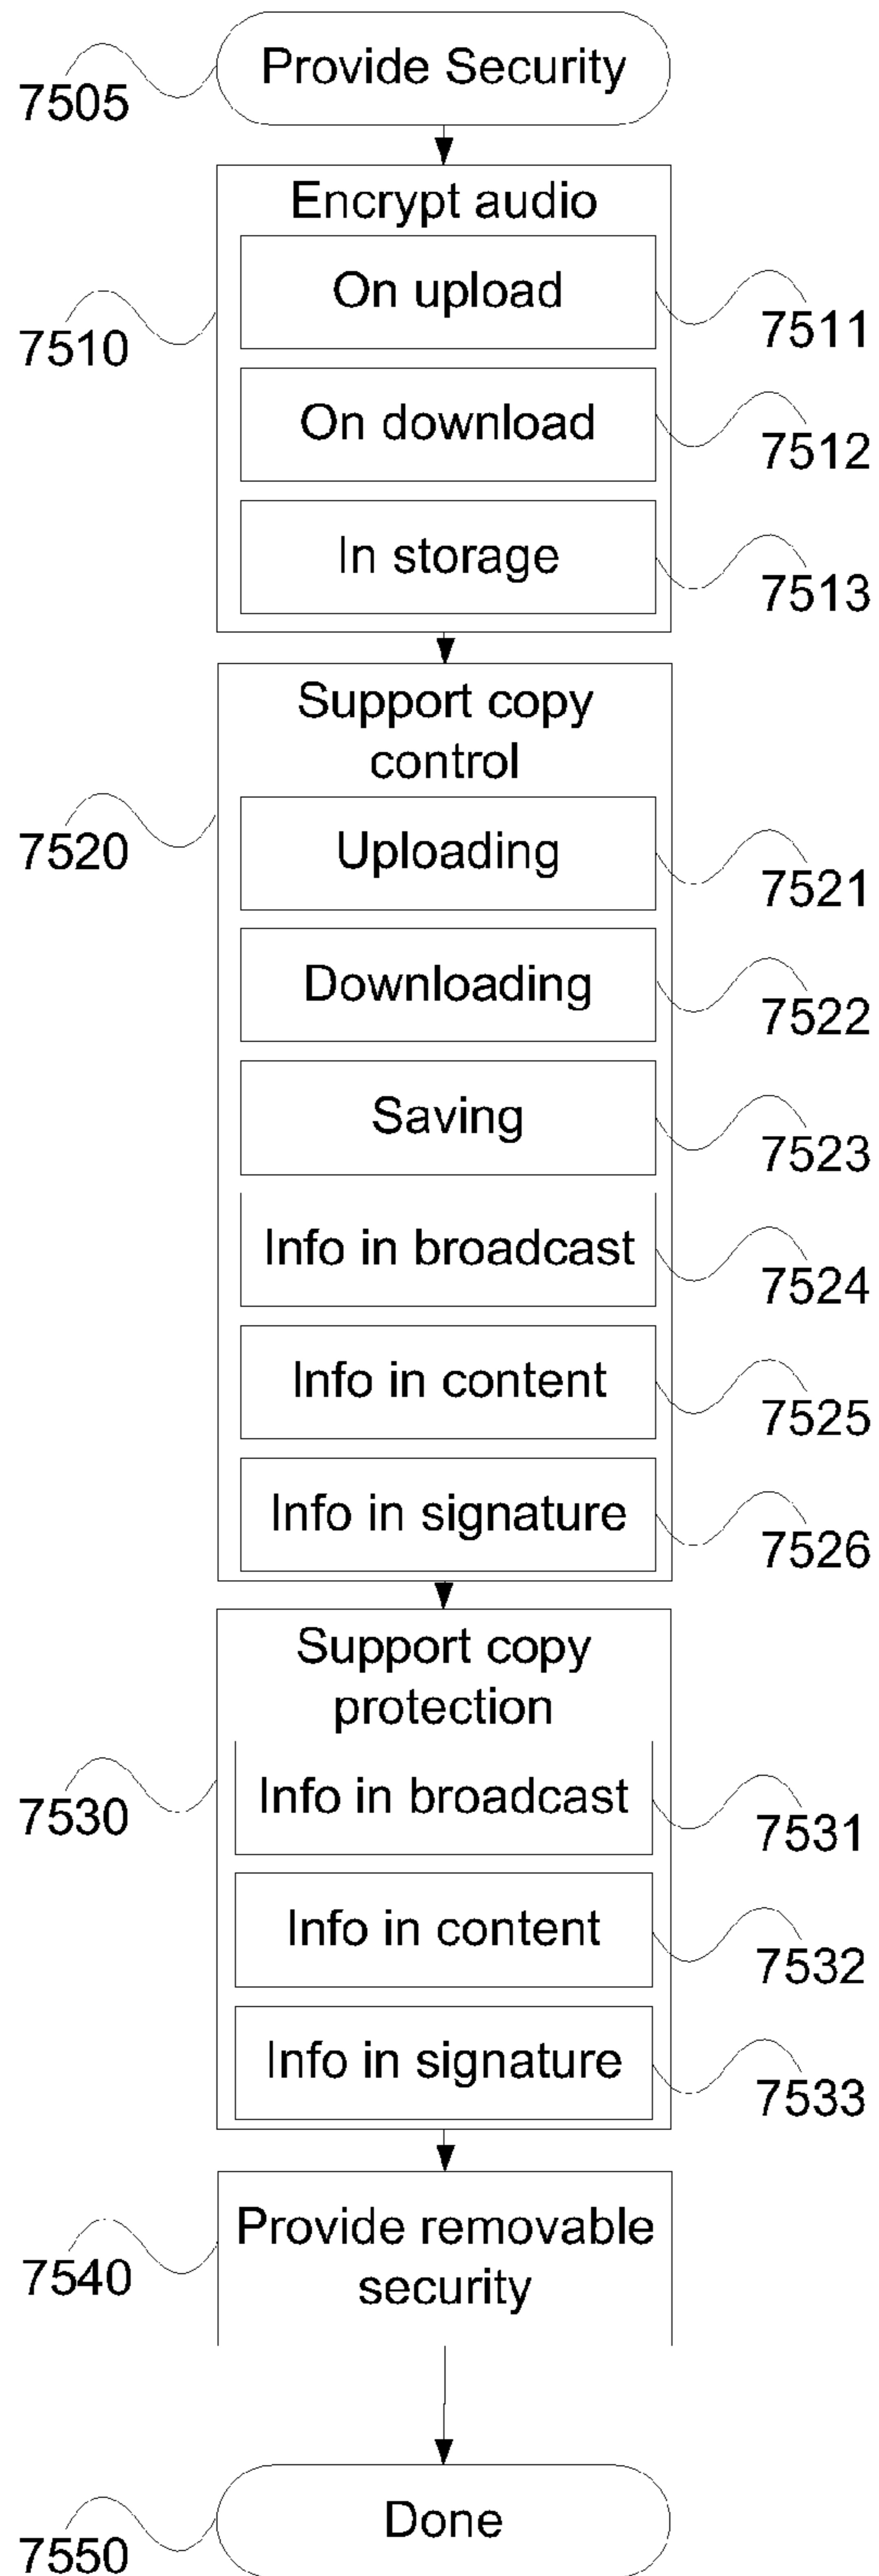 Provide Security
7505
Encrypt audio
On upload
7510
7511
On download
7512
In storage
7513
Support copy
control
7520
Uploading
7521
Downloading
7522
Saving
7523
Info in broadcast
7524
Info in content
7525
Info in signature
7526
Support copy
protection
7530
Info in broadcast
7531
Info in content
7532
Info in signature
7533
Provide removable
security
7540
Done
7550